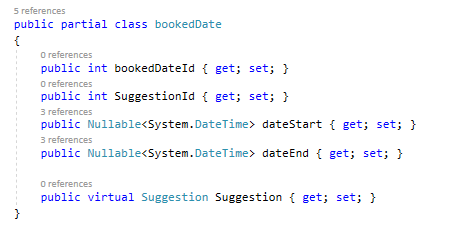 5 references
public partial class bookedDate
{
0 references
public int bookedDateId { get; set; }
0 references
public int SuggestionId { get; set; }
3 references
public Nullable<System.DateTime> dateStart { get; set; }
3 references
public Nullable<System.DateTime> dateEnd { get; set; }
0 references
public virtual Suggestion Suggestion { get; set; }
}